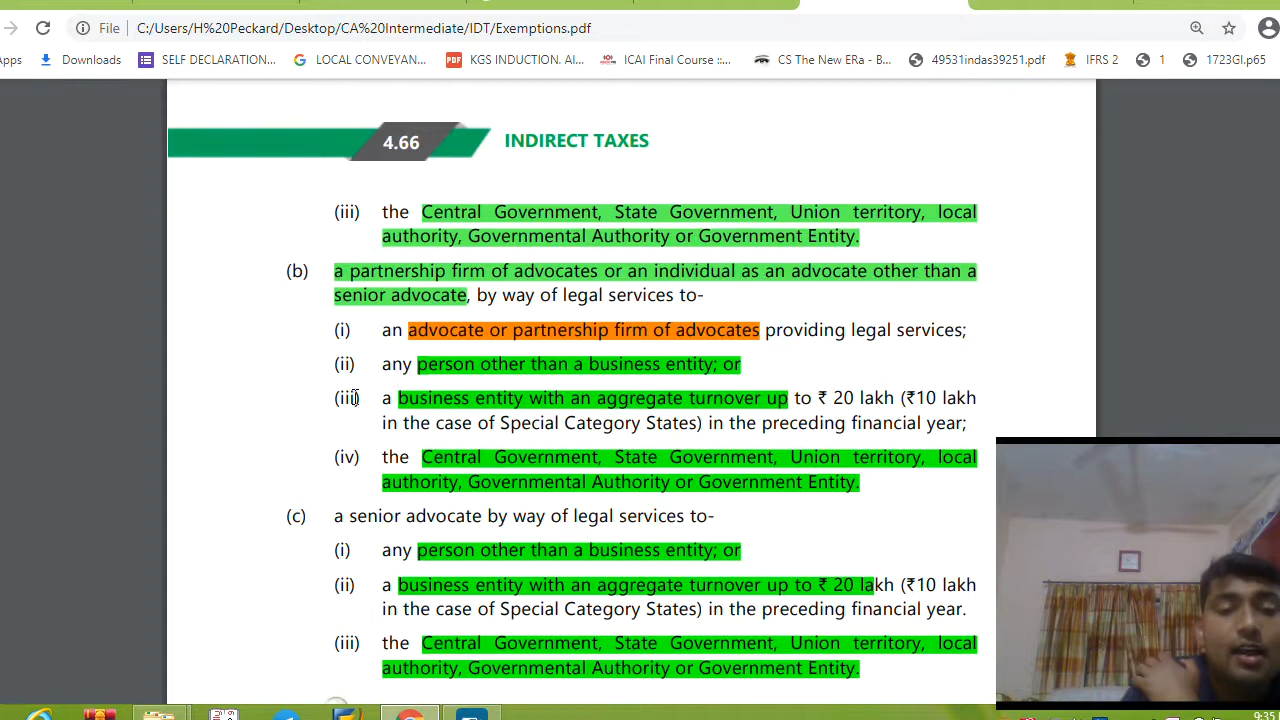 File | C:/Users/H%20Peckard/Desktop/CA%20Intermediate/IDT/Exemptions.pdf
Apps Downloads SELF DECLARATION... LOCAL CONVEYAN... KGS INDUCTION. AI... ICAI Final Course ::... CS The New ERa - B... 49531indas39251.pdf IFRS 2 1 1723GI.p65
4.66 INDIRECT TAXES
(iii) the Central Government, State Government, Union territory, local
authority, Governmental Authority or Government Entity.
(b) a partnership firm of advocates or an individual as an advocate other than a
senior advocate, by way of legal services to-
(i) an advocate or partnership firm of advocates providing legal services;
(ii) any person other than a business entity; or
(iii) a business entity with an aggregate turnover up to ₹ 20 lakh (₹10 lakh
in the case of Special Category States) in the preceding financial year;
(iv) the Central Government, State Government, Union territory, local
authority, Governmental Authority or Government Entity.
(c) a senior advocate by way of legal services to-
(i) any person other than a business entity; or
(ii) a business entity with an aggregate turnover up to ₹ 20 lakh (₹10 lakh
in the case of Special Category States) in the preceding financial year.
(iii) the Central Government, State Government, Union territory, local
authority, Governmental Authority or Government Entity.